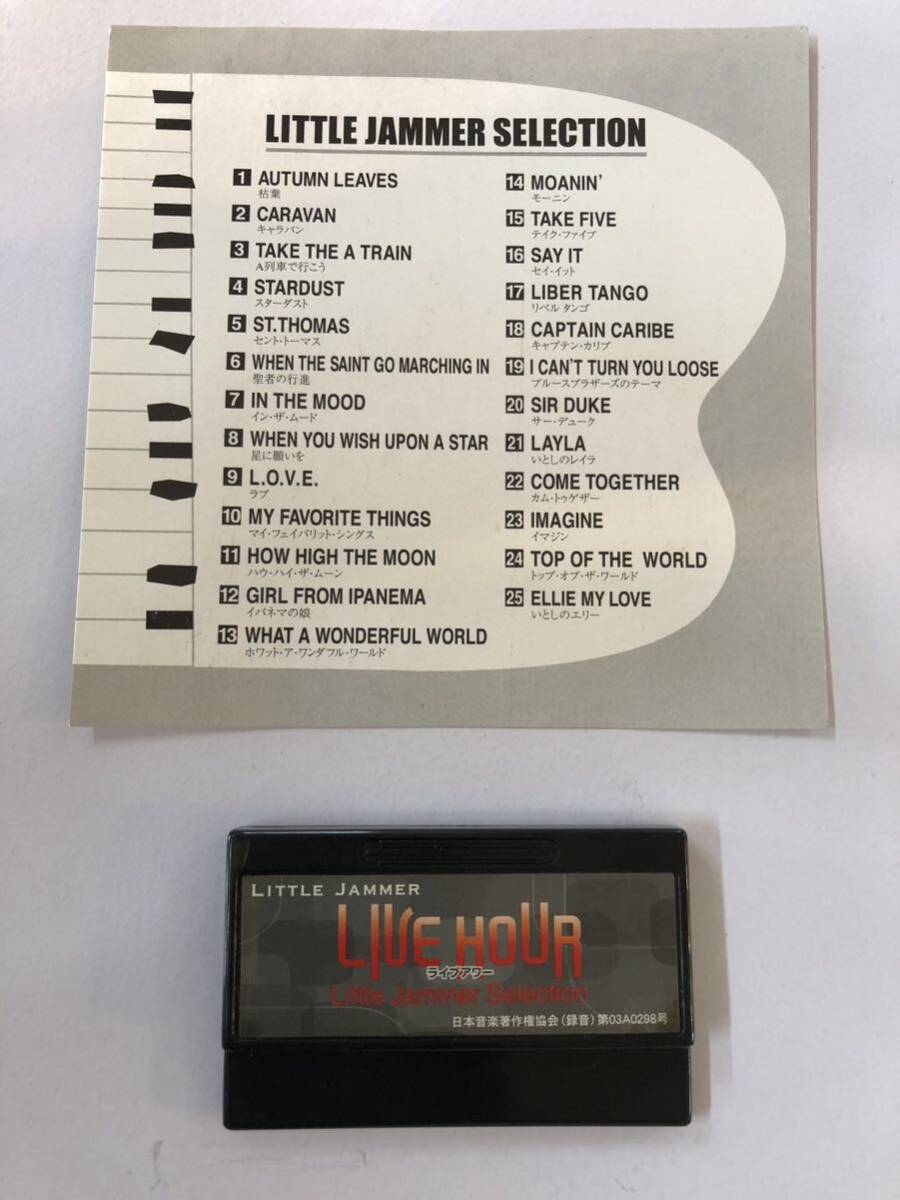 LITTLE JAMMER SELECTION
1 AUTUMN LEAVES
枯葉
2 CARAVAN
キャラバン
3 TAKE THE A TRAIN
A列車で行こう
4 STARDUST
スターダスト
5 ST.THOMAS
セント・トーマス
6 WHEN THE SAINT GO MARCHING IN
聖者の行進
7 IN THE MOOD
イン・ザ・ムード
8 WHEN YOU WISH UPON A STAR
星に願いを
9 L.O.V.E.
ラブ
10 MY FAVORITE THINGS
マイ・フェイバリット・シングス
11 HOW HIGH THE MOON
ハウ・ハイ・ザ・ムーン
12 GIRL FROM IPANEMA
イパネマの娘
13 WHAT A WONDERFUL WORLD
ホワット・ア・ワンダフル・ワールド
14 MOANIN'
モーニン
15 TAKE FIVE
テイク・ファイブ
16 SAY IT
セイ・イット
17 LIBER TANGO
リベル タンゴ
18 CAPTAIN CARIBE
キャプテン・カリブ
19 I CAN'T TURN YOU LOOSE
ブルースブラザーズのテーマ
20 SIR DUKE
サー・デューク
21 LAYLA
いとしのレイラ
22 COME TOGETHER
カム・トゥゲザー
23 IMAGINE
イマジン
24 TOP OF THE WORLD
トップ・オブ・ザ・ワールド
25 ELLIE MY LOVE
いとしのエリー
LITTLE JAMMER
LIVE HOUR
ライブアワー
Little Jammer Selection
日本音楽著作権協会(録音)第03A0298号